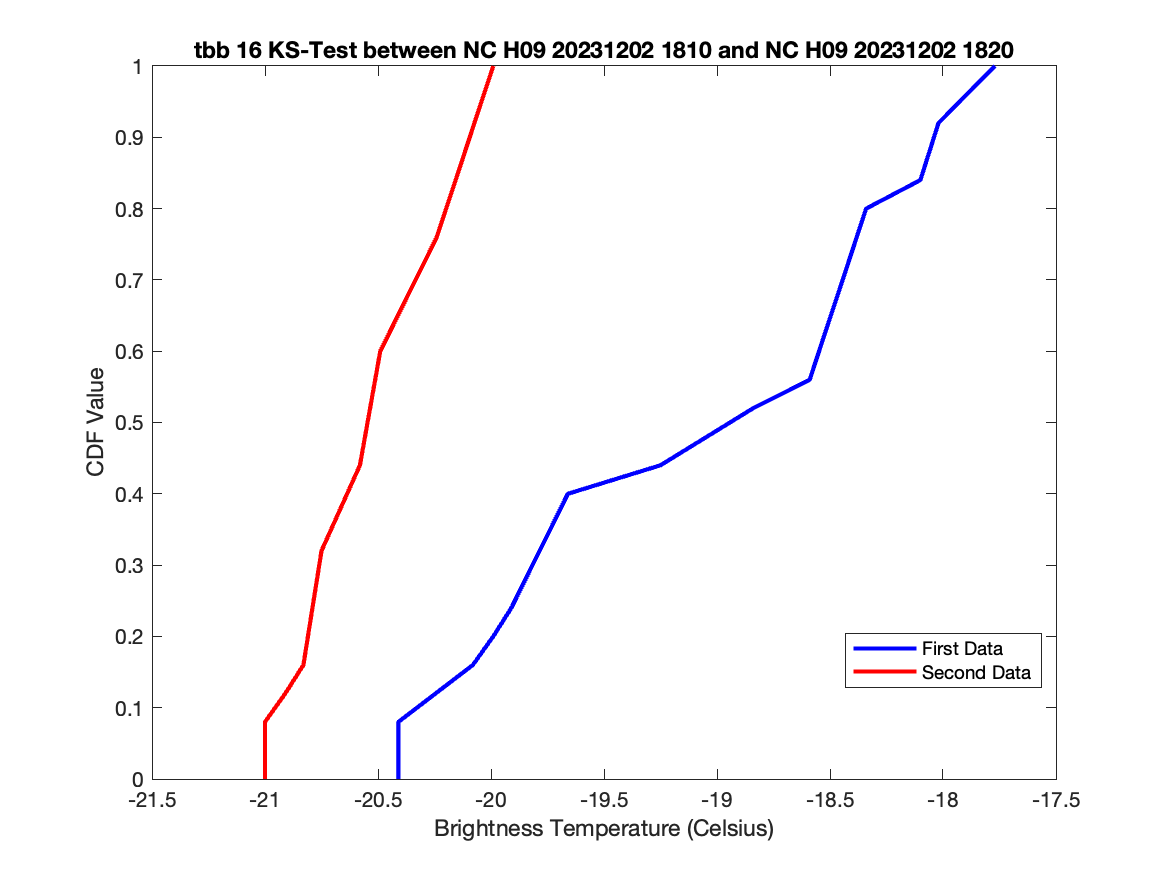 tbb 16 KS-Test between NC H09 20231202 1810 and NC H09 20231202 1820
1
0.9
0.8
0.7
0.6
0.5
0.4
0.3
0.2
0.1
0
CDF Value
First Data
Second Data
-21.5 -21 -20.5 -20 -19.5 -19 -18.5 -18 -17.5
Brightness Temperature (Celsius)